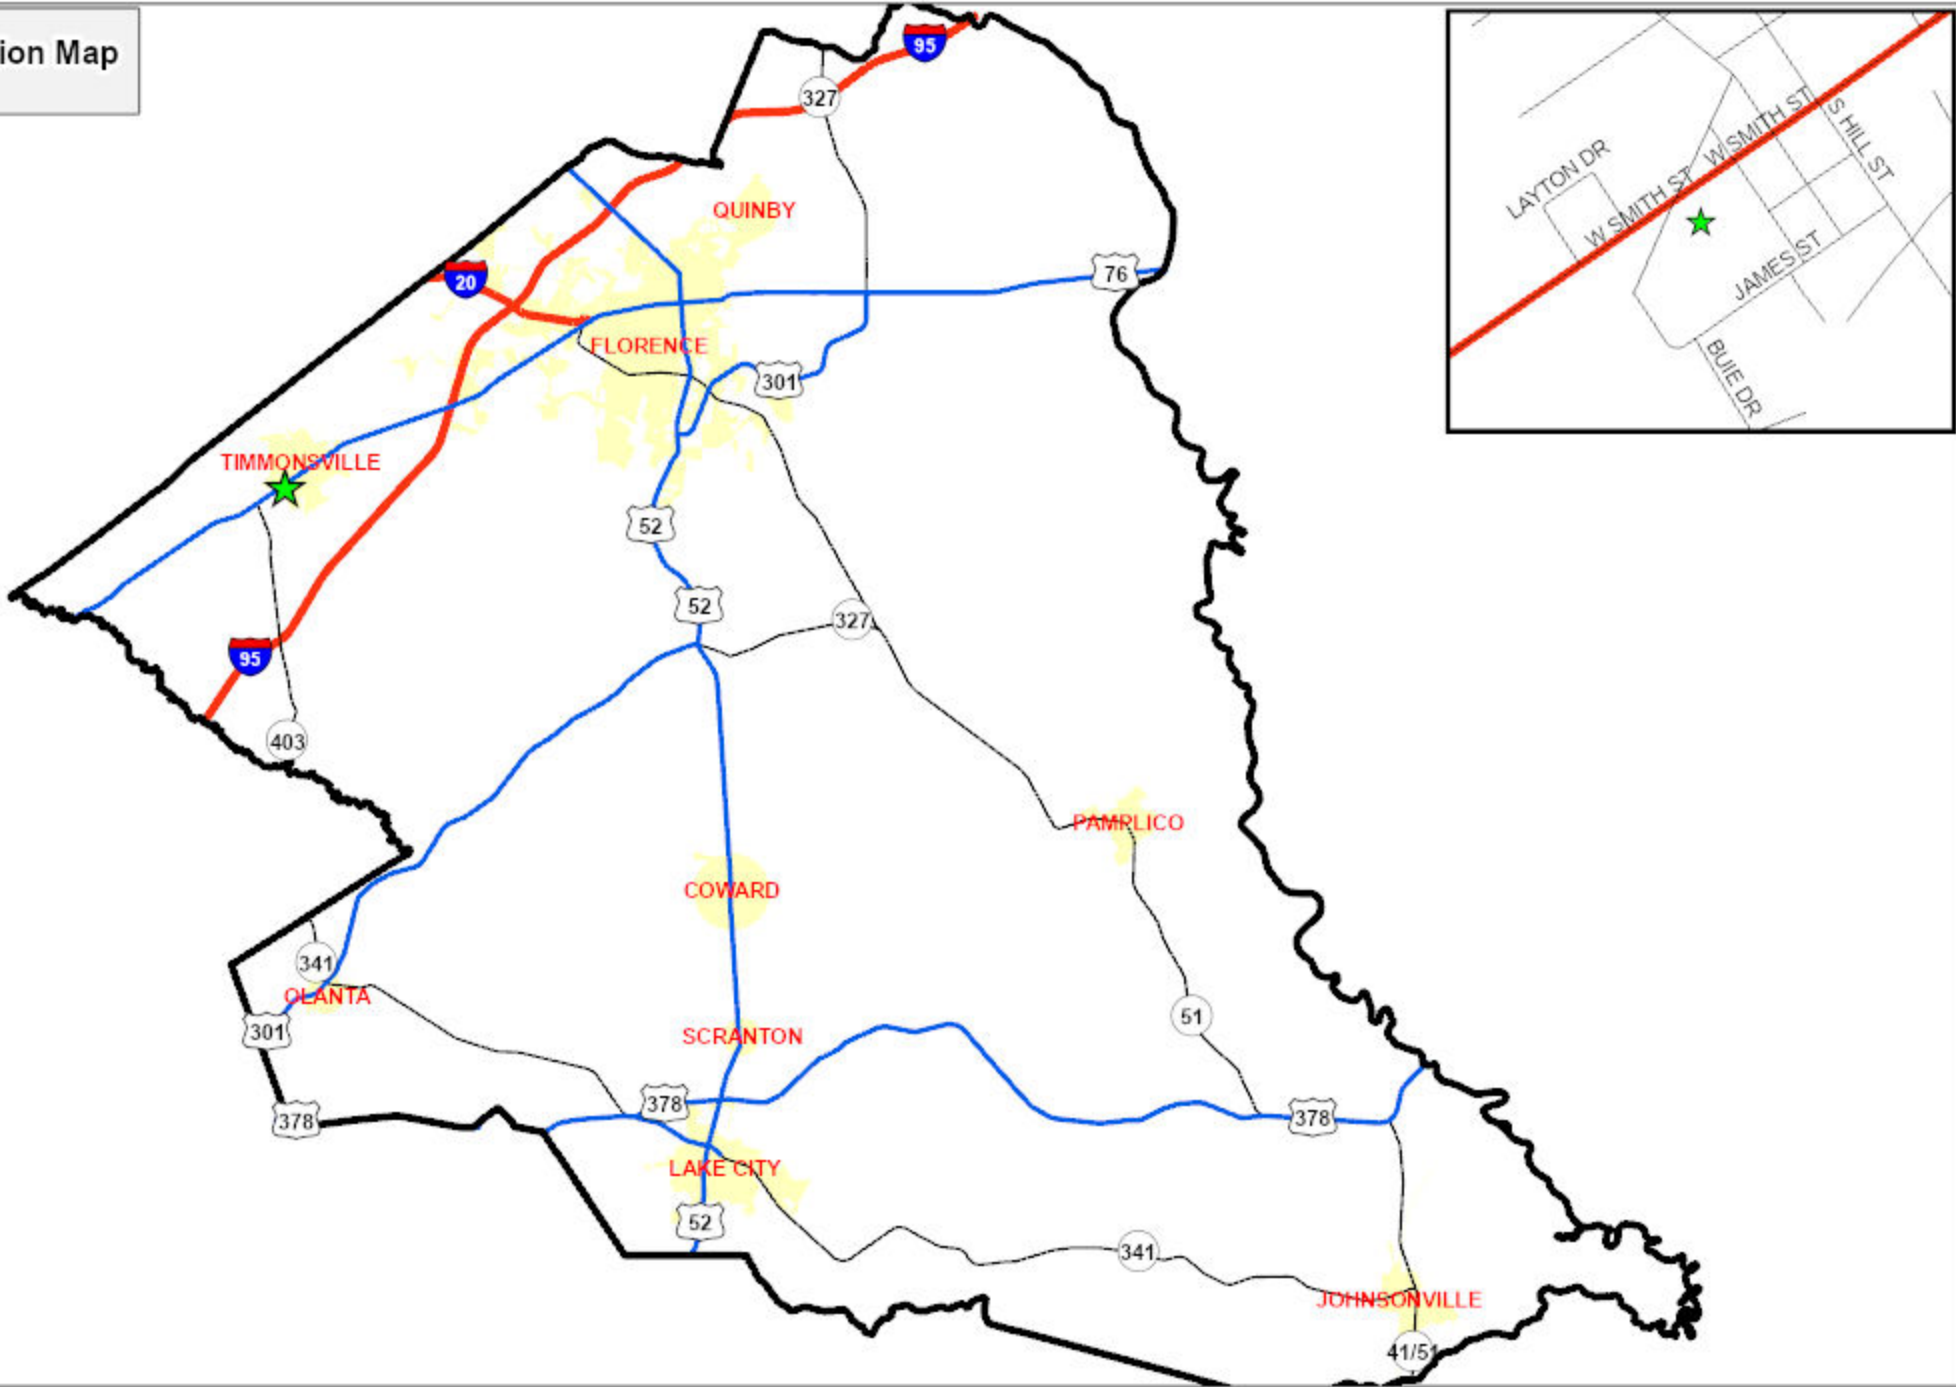 ion Map
95
327
QUINBY
20
76
FLORENCE
301
TIMMONSVILLE
52
52
327
95
403
PAMPLICO
COWARD
341
OLANTA
301
51
SCRANTON
378
378
378
LAKE CITY
52
341
JOHNSONVILLE
41/51
W SMITH ST
S HILL ST
LAYTON DR
W SMITH ST
JAMES ST
BUIE DR